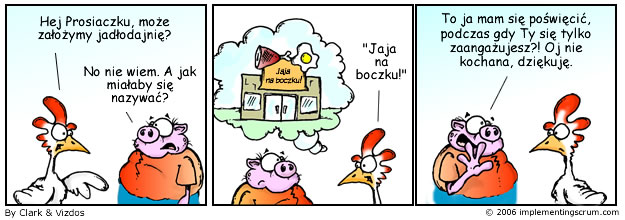 Hej Prosiaczku, może
założymy jadłodajnię?
No nie wiem. A jak
miałaby się
nazywać?
Jaja
na boczku!
"Jaja
na
boczku!"
To ja mam się poświęcić,
podczas gdy Ty się tylko
zaangażujesz?! Oj nie
kochana, dziękuję.
By Clark & Vizdos
© 2006 implementingscrum.com